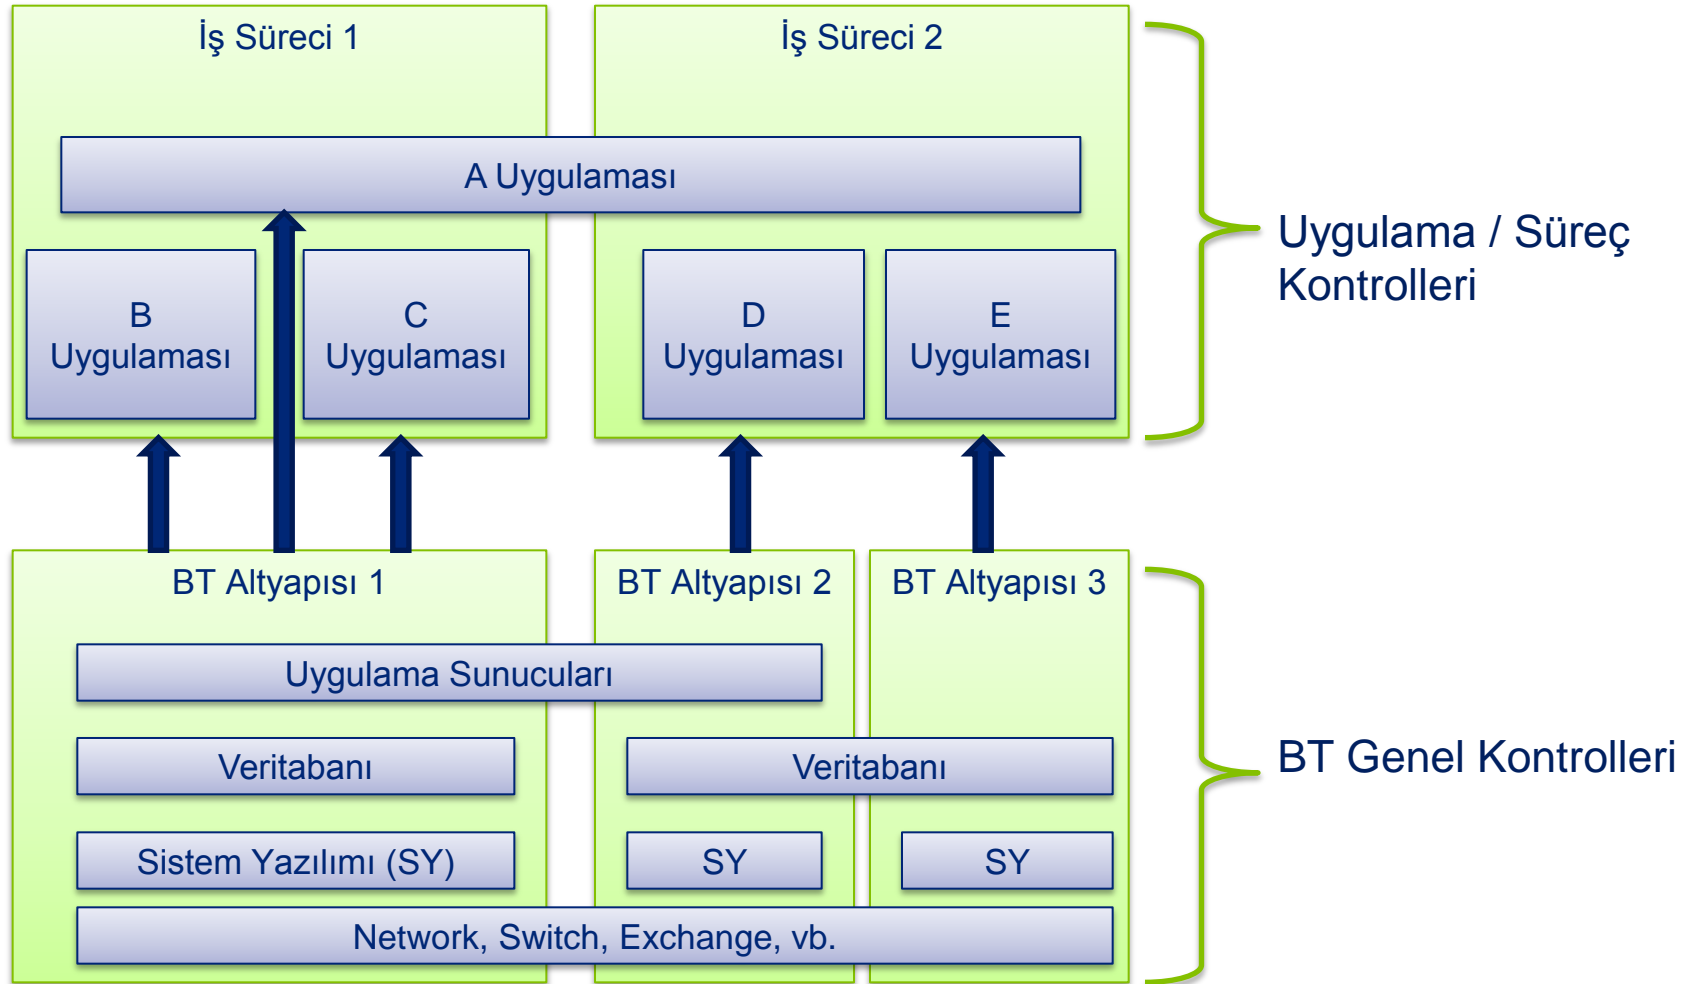 İş Süreci 1
İş Süreci 2
A Uygulaması
B
Uygulaması
C
Uygulaması
D
Uygulaması
E
Uygulaması
Uygulama / Süreç
Kontrolleri
BT Altyapısı 1
BT Altyapısı 2
BT Altyapısı 3
Uygulama Sunucuları
Veritabanı
Veritabanı
Sistem Yazılımı (SY)
SY
SY
Network, Switch, Exchange, vb.
BT Genel Kontrolleri